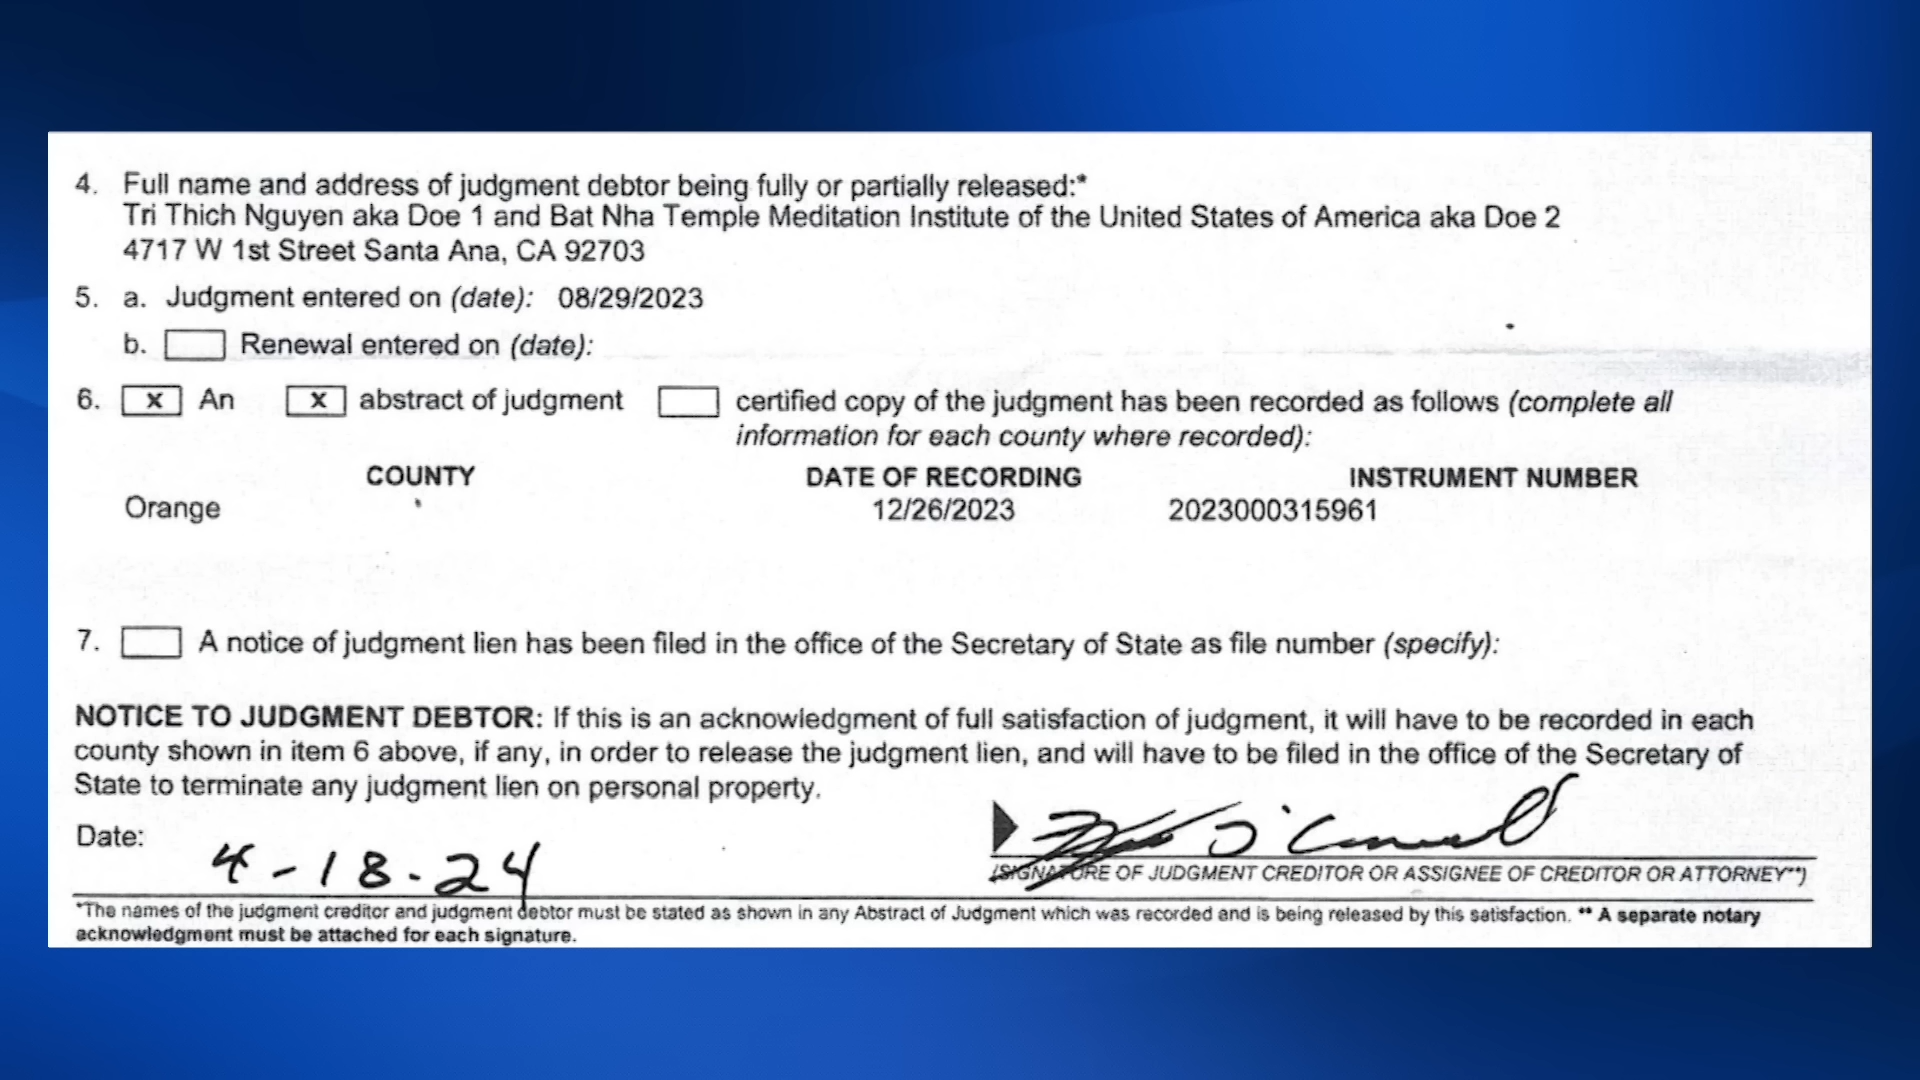 4. Full name and address of judgment debtor being fully or partially released:*
Tri Thich Nguyen aka Doe 1 and Bat Nha Temple Meditation Institute of the United States of America aka Doe 2
4717 W 1st Street Santa Ana, CA 92703
5. a. Judgment entered on (date): 08/29/2023
b. Renewal entered on (date):
6. x An x abstract of judgment certified copy of the judgment has been recorded as follows (complete all
information for each county where recorded):
COUNTY DATE OF RECORDING INSTRUMENT NUMBER
Orange 12/26/2023 2023000315961
7. A notice of judgment lien has been filed in the office of the Secretary of State as file number (specify):
NOTICE TO JUDGMENT DEBTOR: If this is an acknowledgment of full satisfaction of judgment, it will have to be recorded in each
county shown in item 6 above, if any, in order to release the judgment lien, and will have to be filed in the office of the Secretary of
State to terminate any judgment lien on personal property.
Date: 4-18-24
(SIGNATURE OF JUDGMENT CREDITOR OR ASSIGNEE OF CREDITOR OR ATTORNEY**)
*The names of the judgment creditor and judgment debtor must be stated as shown in any Abstract of Judgment which was recorded and is being released by this satisfaction. ** A separate notary
acknowledgment must be attached for each signature.